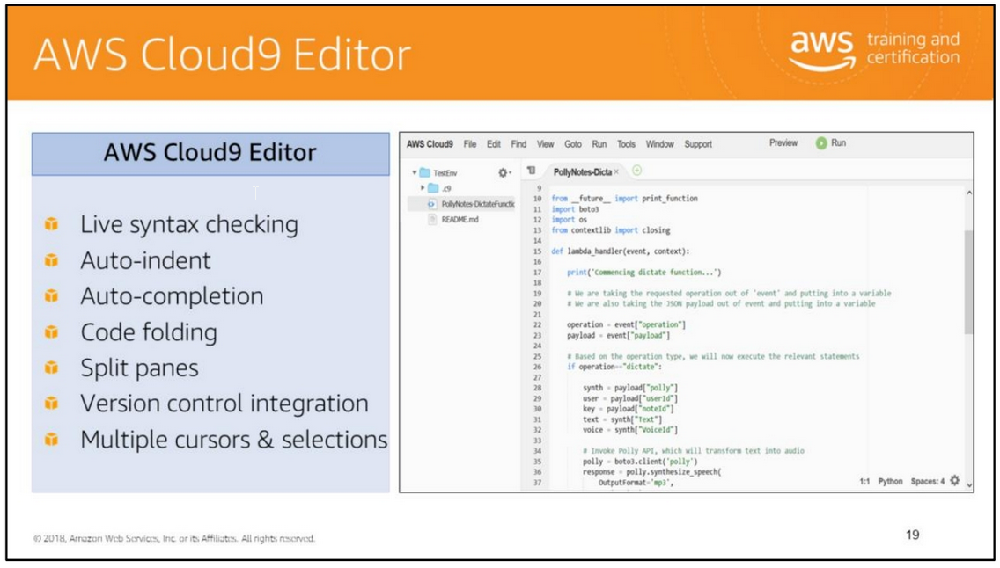 AWS Cloud9 Editor
aws training and
certification
AWS Cloud9 Editor
Live syntax checking
Auto-indent
Auto-completion
Code folding
Split panes
Version control integration
Multiple cursors & selections
AWS Cloud9 File Edit Find View Goto Run Tools Window Support Preview Run
TestEnv
.c9
PollyNotes-DictateFunctic
README.md
PollyNotes-Dicta ×
9
10 from __future__ import print_function
11 import boto3
12 import os
13 from contextlib import closing
14
15 def lambda_handler(event, context):
16
17 print('Commencing dictate function...')
18
19 # We are taking the requested operation out of 'event' and putting into a variable
20 # We are also taking the JSON payload out of event and putting into a variable
21
22 operation = event["operation"]
23 payload = event["payload"]
24
25 # Based on the operation type, we will now execute the relevant statements
26 if operation=="dictate":
27
28 synth = payload["polly"]
29 user = payload["userId"]
30 key = payload["noteId"]
31 text = synth["Text"]
32 voice = synth["VoiceId"]
33
34 # Invoke Polly API, which will transform text into audio
35 polly = boto3.client('polly')
36 response = polly.synthesize_speech(
37 OutputFormat='mp3',
1:1 Python Spaces: 4
© 2018, Amazon Web Services, Inc. or its Affiliates. All rights reserved.
19